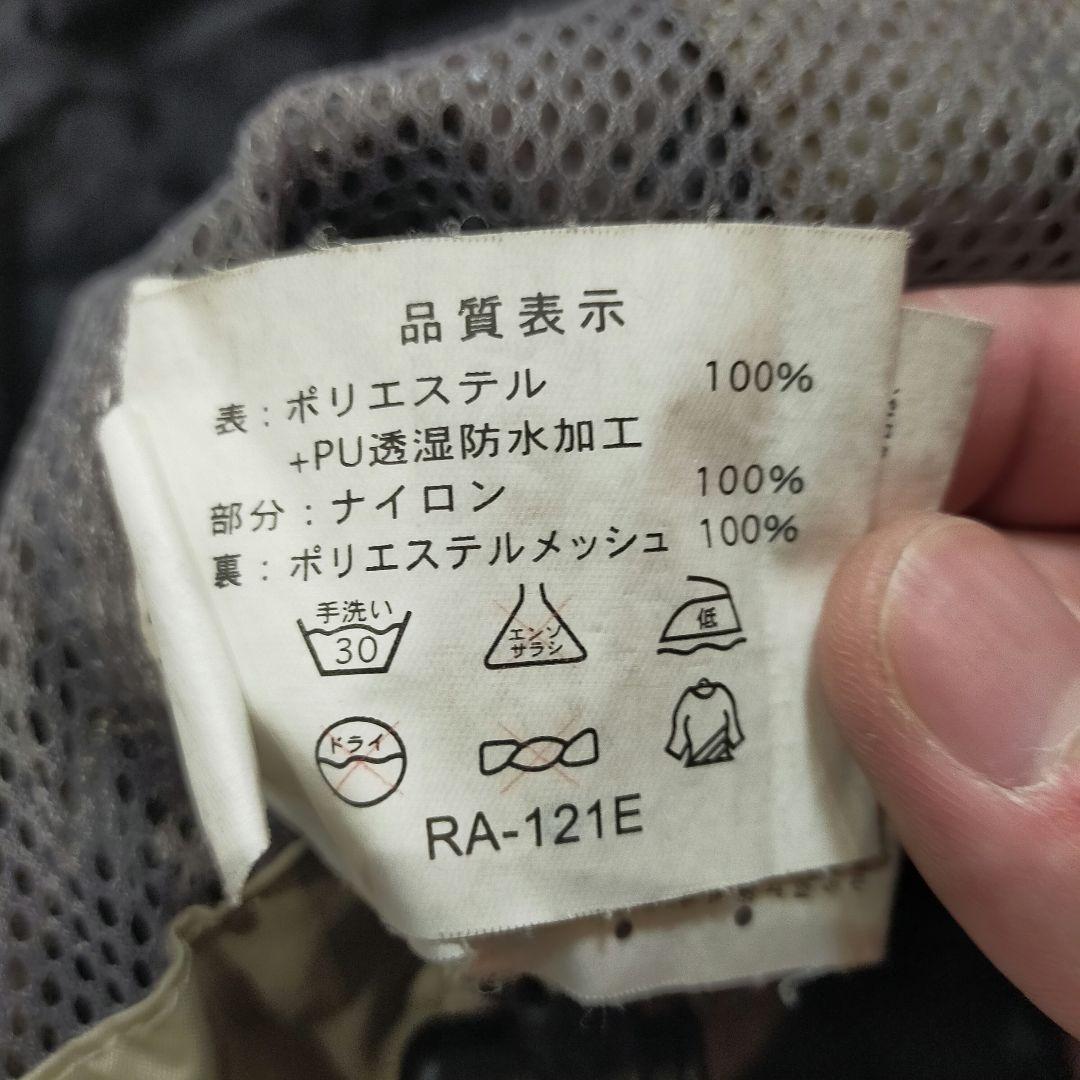 品質表示
表：ポリエステル 100%
+PU透湿防水加工
部分：ナイロン 100%
裏：ポリエステルメッシュ 100%
手洗い
30
エンソ
サラシ
低
ドライ
RA-121E